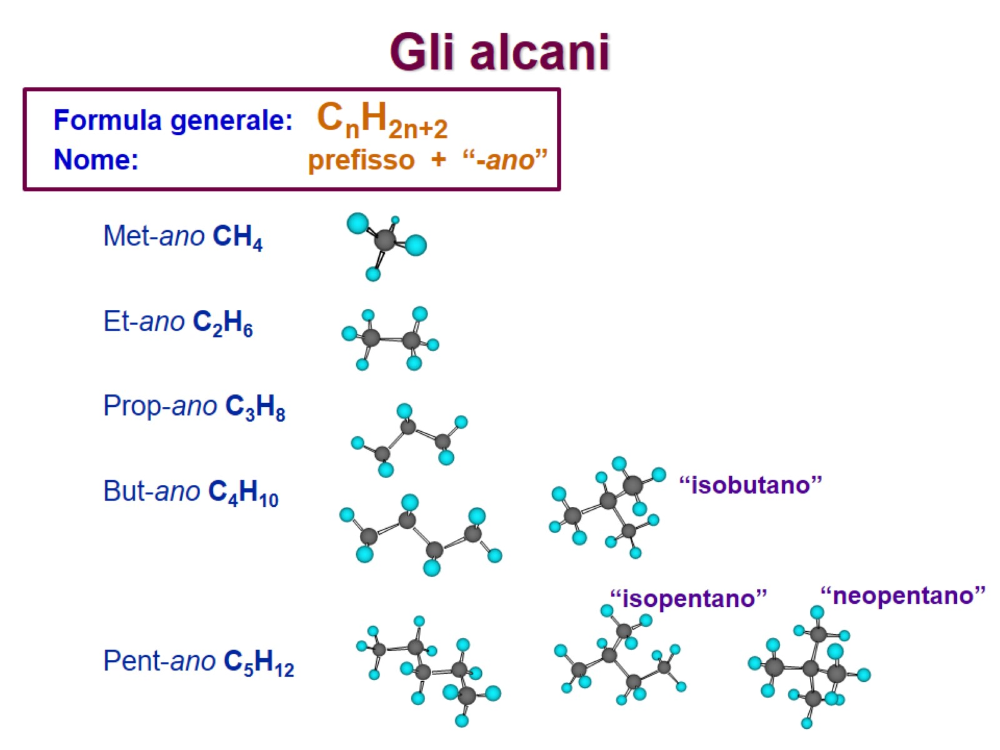 Gli alcani
Formula generale: CₙH₂ₙ₊₂
Nome: prefisso + “-ano”
Met-ano CH₄
Et-ano C₂H₆
Prop-ano C₃H₈
But-ano C₄H₁₀
“isobutano”
“isopentano”
“neopentano”
Pent-ano C₅H₁₂